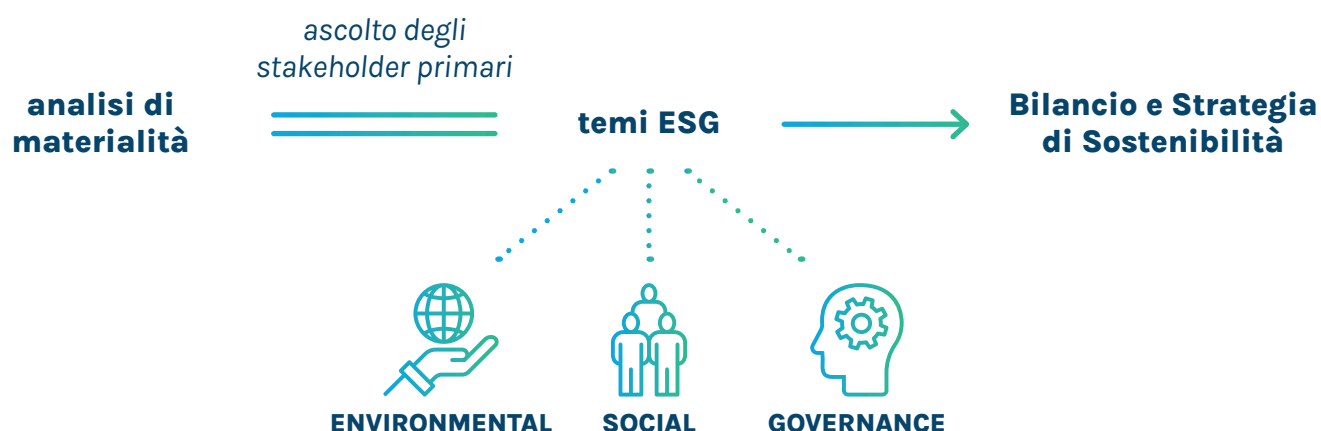 ascolto degli
stakeholder primari
analisi di
materialità
temi ESG
Bilancio e Strategia
di Sostenibilità
ENVIRONMENTAL
SOCIAL
GOVERNANCE